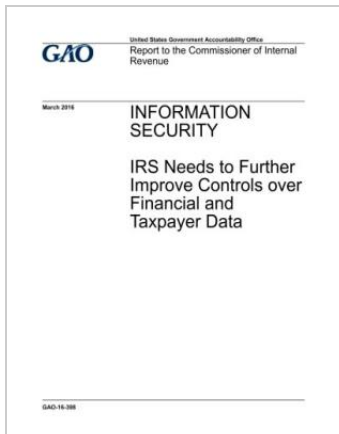 United States Government Accountability Office
GAO
Report to the Commissioner of Internal
Revenue
March 2016
INFORMATION
SECURITY
IRS Needs to Further
Improve Controls over
Financial and
Taxpayer Data
GAO-16-398